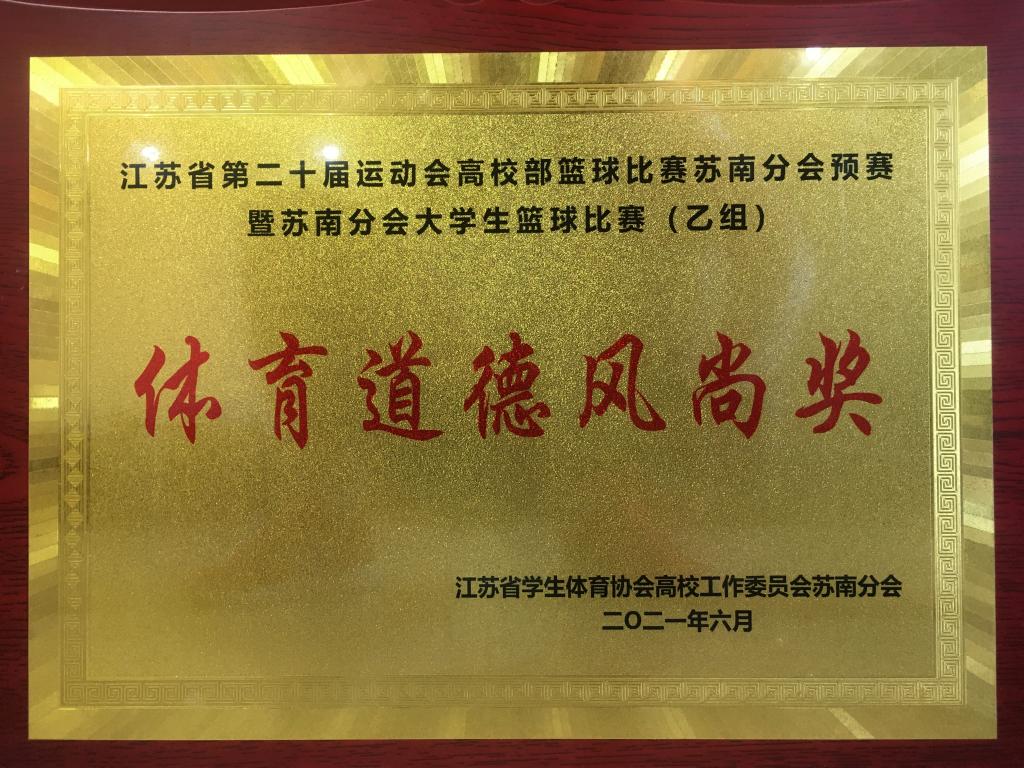 江苏省第二十届运动会高校部篮球比赛苏南分会预赛
暨苏南分会大学生篮球比赛（乙组）
体育道德风尚奖
江苏省学生体育协会高校工作委员会苏南分会
二O二一年六月